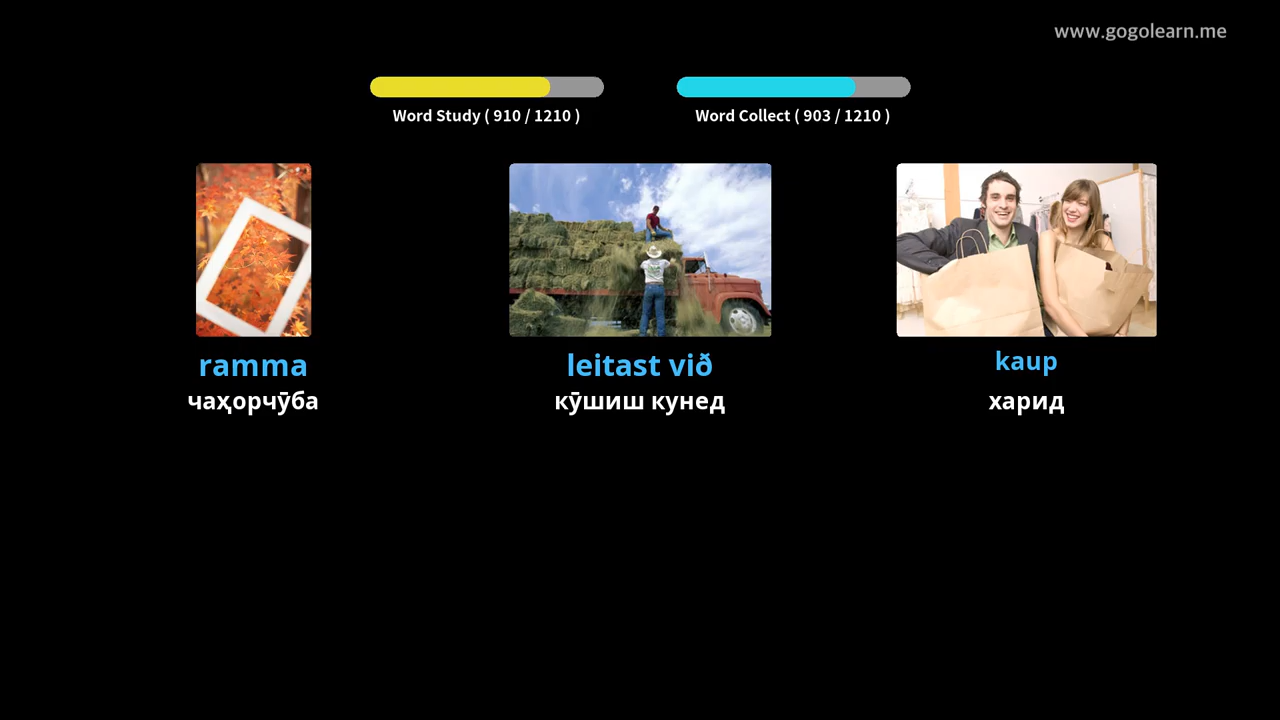 www.gogolearn.me
Word Study ( 910 / 1210 )
Word Collect ( 903 / 1210 )
ramma
чаҳорчӯба
leitast við
кӯшиш кунед
kaup
харид